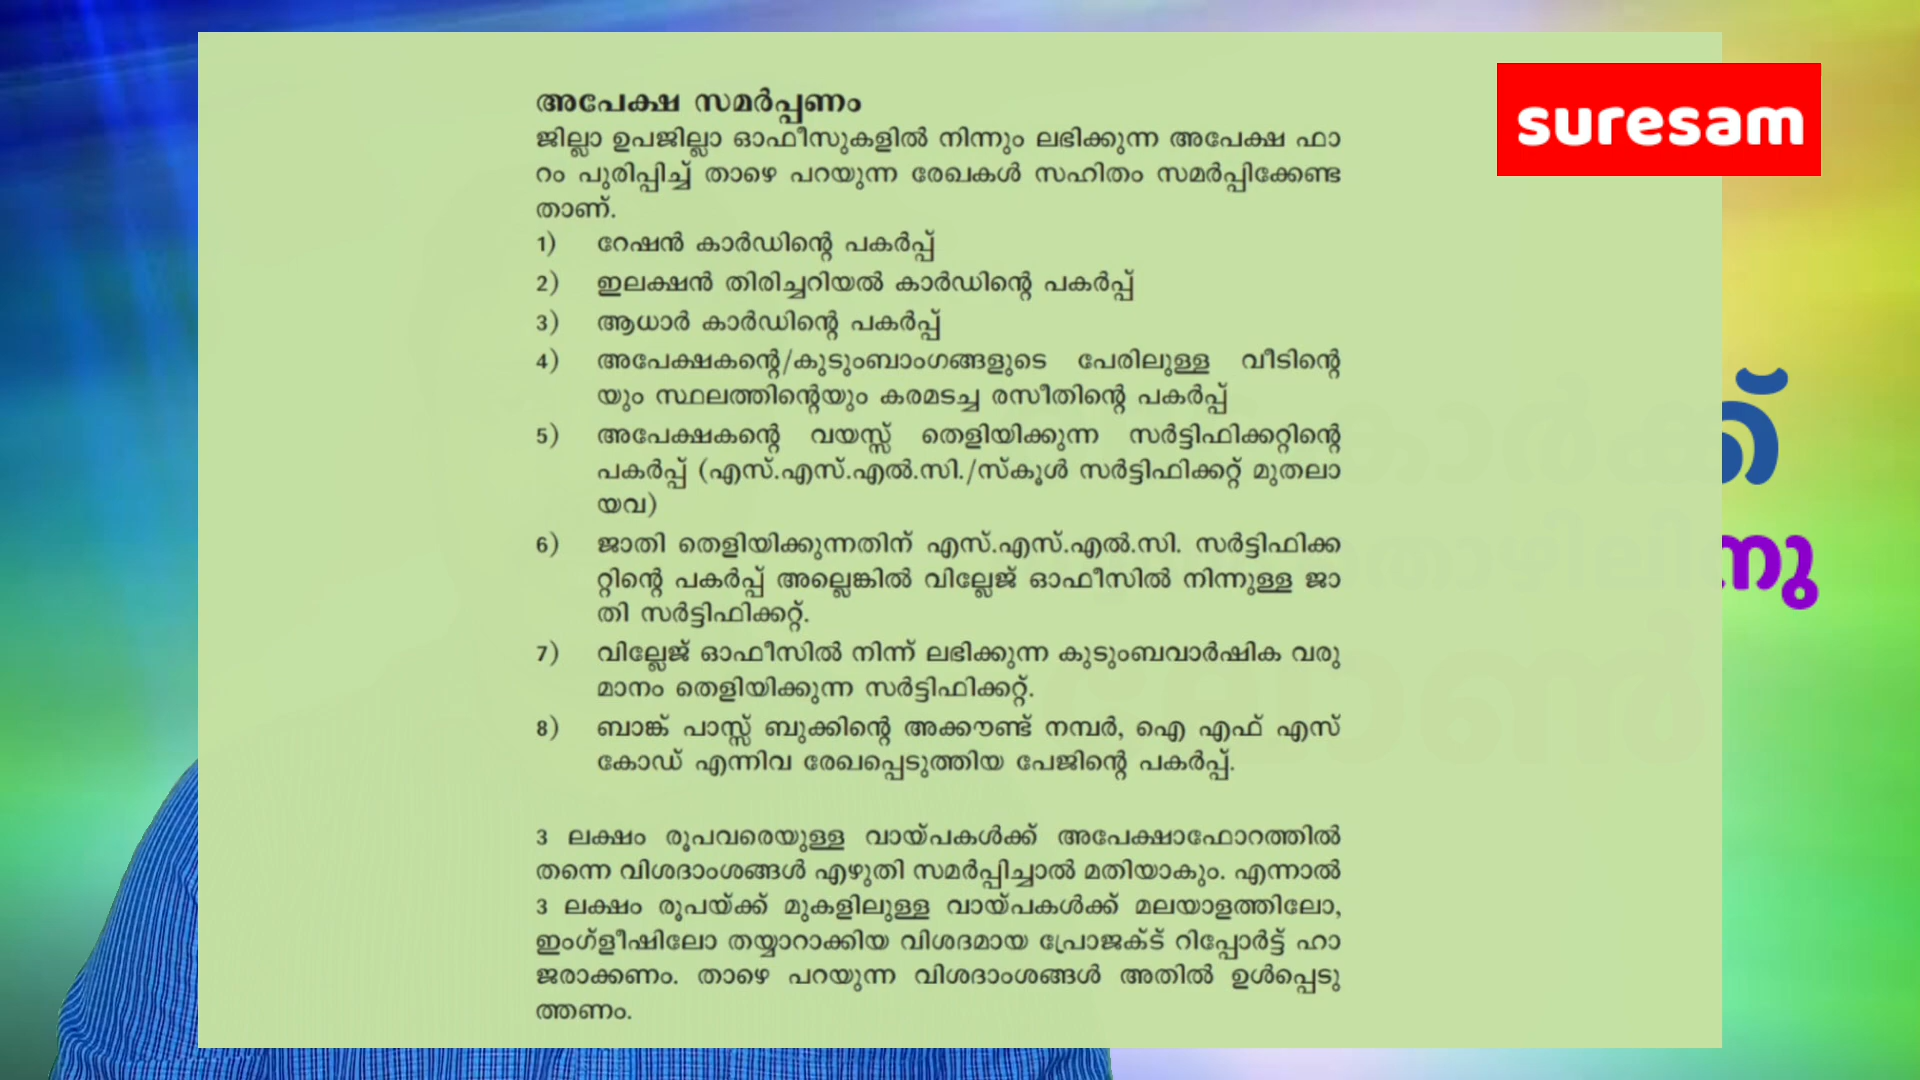 suresam
അപേക്ഷ സമർപ്പണം
ജില്ലാ ഉപജില്ലാ ഓഫീസുകളിൽ നിന്നും ലഭിക്കുന്ന അപേക്ഷ ഫാ
റം പുരിപ്പിച്ച് താഴെ പറയുന്ന രേഖകൾ സഹിതം സമർപ്പിക്കേണ്ട
താണ്.
1) റേഷൻ കാർഡിന്റെ പകർപ്പ്
2) ഇലക്ഷൻ തിരിച്ചറിയൽ കാർഡിന്റെ പകർപ്പ്
3) ആധാർ കാർഡിന്റെ പകർപ്പ്
4) അപേക്ഷകന്റെ/കുടുംബാംഗങ്ങളുടെ പേരിലുള്ള വീടിന്റെ
യും സ്ഥലത്തിന്റെയും കരമടച്ച രസീതിന്റെ പകർപ്പ്
5) അപേക്ഷകന്റെ വയസ്സ് തെളിയിക്കുന്ന സർട്ടിഫിക്കറ്റിന്റെ
പകർപ്പ് (എസ്.എസ്.എൽ.സി./സ്കൂൾ സർട്ടിഫിക്കറ്റ് മുതലാ
യവ)
6) ജാതി തെളിയിക്കുന്നതിന് എസ്.എസ്.എൽ.സി. സർട്ടിഫിക്ക
റ്റിന്റെ പകർപ്പ് അല്ലെങ്കിൽ വില്ലേജ് ഓഫീസിൽ നിന്നുള്ള ജാ
തി സർട്ടിഫിക്കറ്റ്.
7) വില്ലേജ് ഓഫീസിൽ നിന്ന് ലഭിക്കുന്ന കുടുംബവാർഷിക വരു
മാനം തെളിയിക്കുന്ന സർട്ടിഫിക്കറ്റ്.
8) ബാങ്ക് പാസ്സ് ബുക്കിന്റെ അക്കൗണ്ട് നമ്പർ, ഐ എഫ് എസ്
കോഡ് എന്നിവ രേഖപ്പെടുത്തിയ പേജിന്റെ പകർപ്പ്.
3 ലക്ഷം രൂപവരെയുള്ള വായ്പകൾക്ക് അപേക്ഷാഫോറത്തിൽ
തന്നെ വിശദാംശങ്ങൾ എഴുതി സമർപ്പിച്ചാൽ മതിയാകും. എന്നാൽ
3 ലക്ഷം രൂപയ്ക്ക് മുകളിലുള്ള വായ്പകൾക്ക് മലയാളത്തിലോ,
ഇംഗ്ളീഷിലോ തയ്യാറാക്കിയ വിശദമായ പ്രോജക്ട് റിപ്പോർട്ട് ഹാ
ജരാക്കണം. താഴെ പറയുന്ന വിശദാംശങ്ങൾ അതിൽ ഉൾപ്പെടു
ത്തണം.